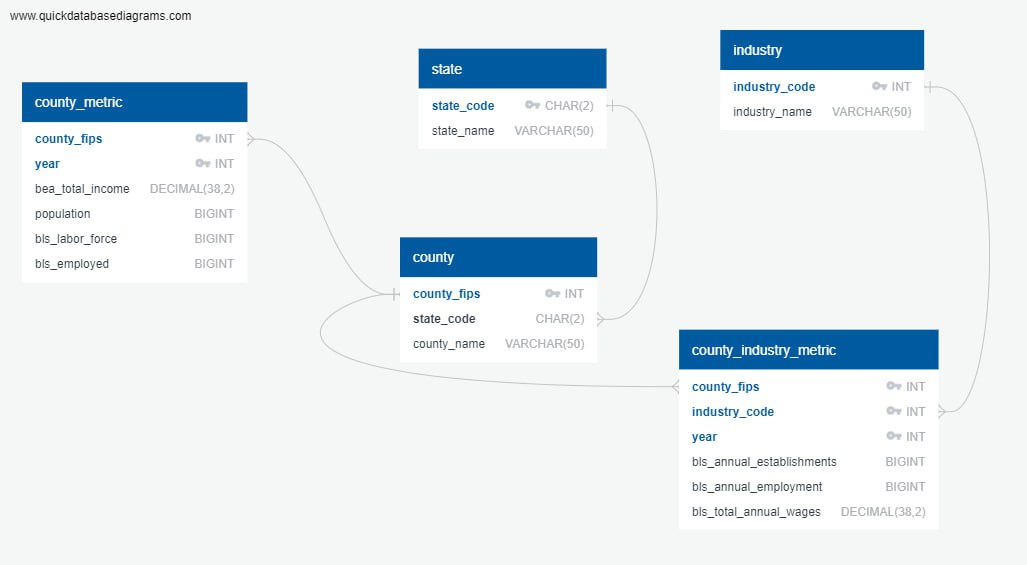 www.quickdatabasediagrams.com
county_metric
county_fips INT
year INT
bea_total_income DECIMAL(38,2)
population BIGINT
bls_labor_force BIGINT
bls_employed BIGINT
state
state_code CHAR(2)
state_name VARCHAR(50)
industry
industry_code INT
industry_name VARCHAR(50)
county
county_fips INT
state_code CHAR(2)
county_name VARCHAR(50)
county_industry_metric
county_fips INT
industry_code INT
year INT
bls_annual_establishments BIGINT
bls_annual_employment BIGINT
bls_total_annual_wages DECIMAL(38,2)